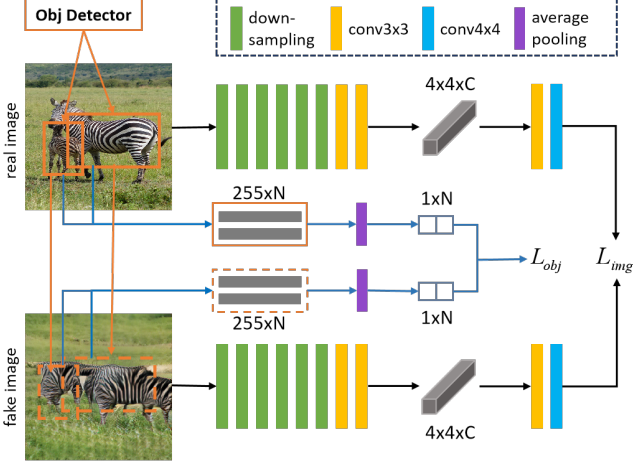 Obj Detector
down-
sampling
conv3x3
conv4x4
average
pooling
real image
4x4xC
255xN
1xN
L_obj
L_img
255xN
1xN
fake image
4x4xC